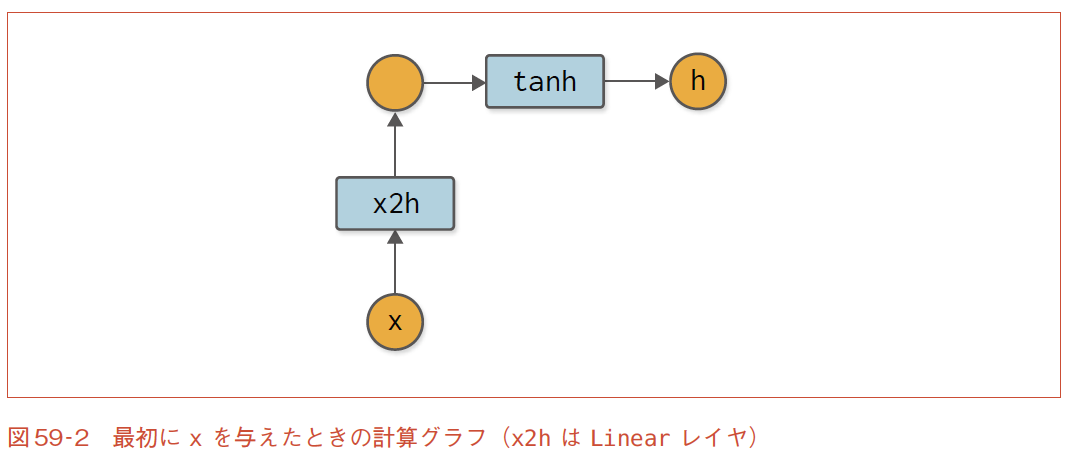 tanh
h
x2h
x
図59-2 最初に x を与えたときの計算グラフ（x2h は Linear レイヤ）